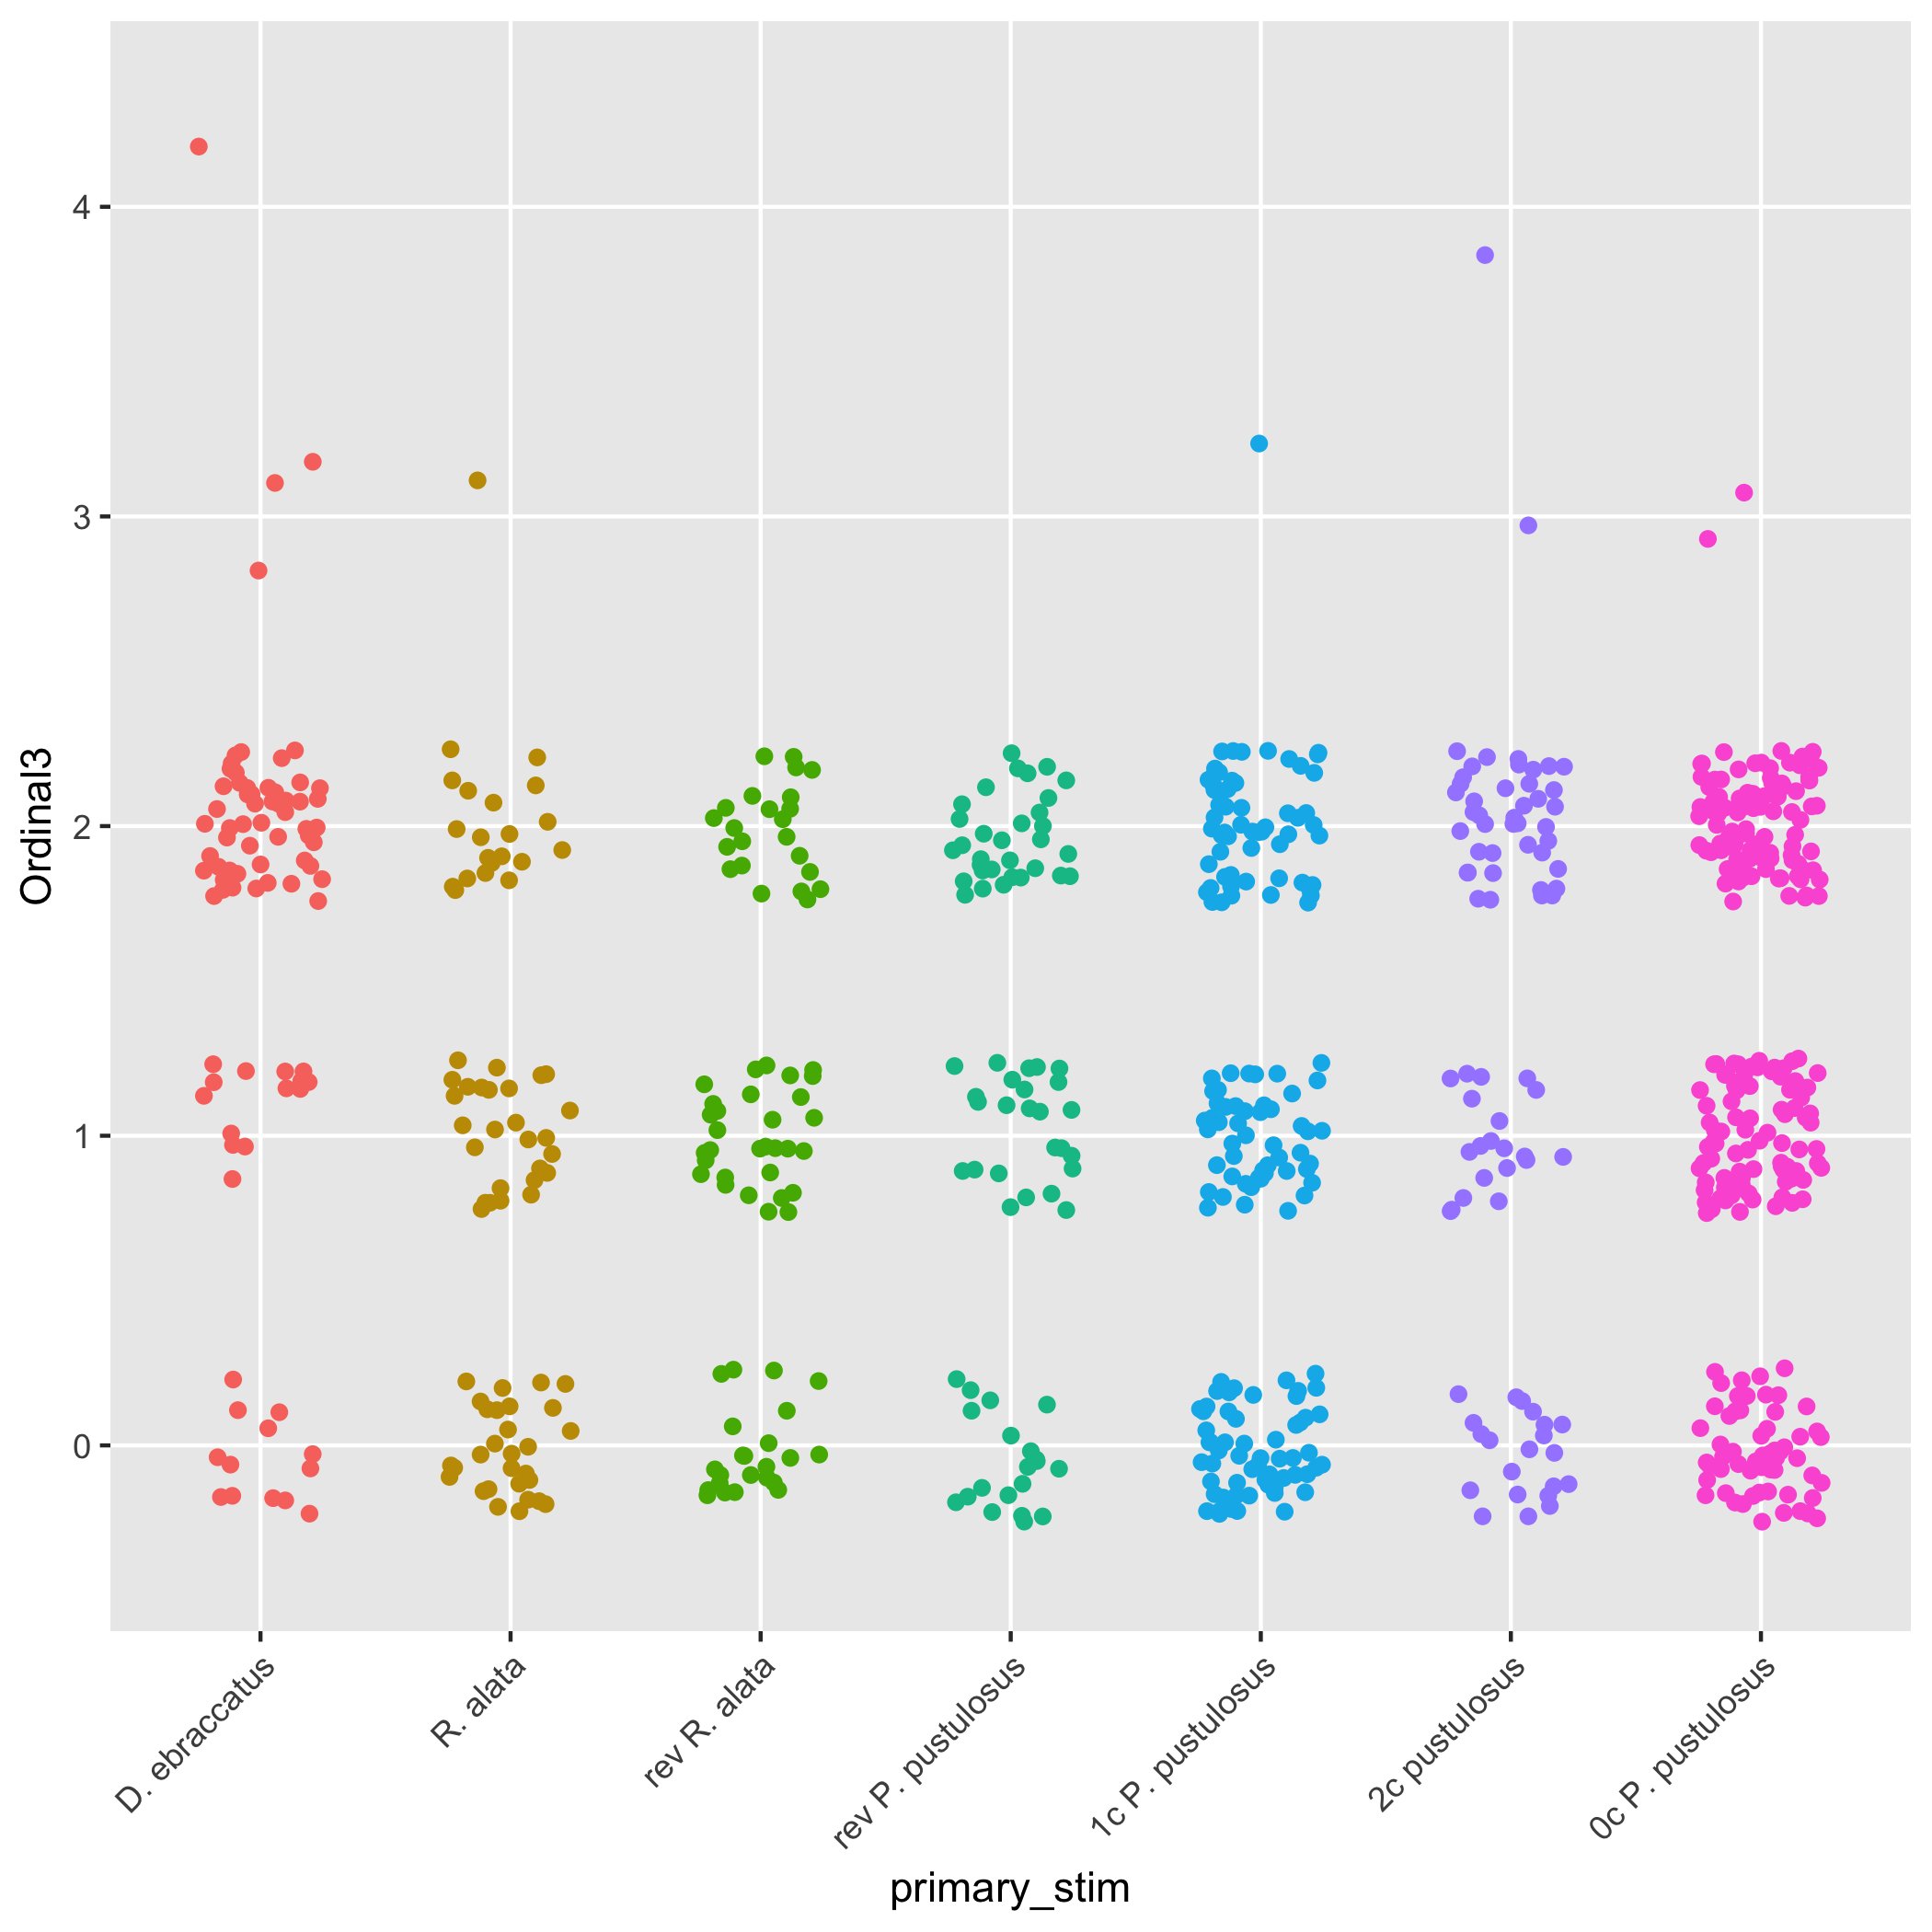 Ordinal3
4
3
2
1
0
D. ebraccatus
R. alata
rev R. alata
rev P. pustulosus
1c P. pustulosus
2c pustulosus
0c P. pustulosus
primary_stim